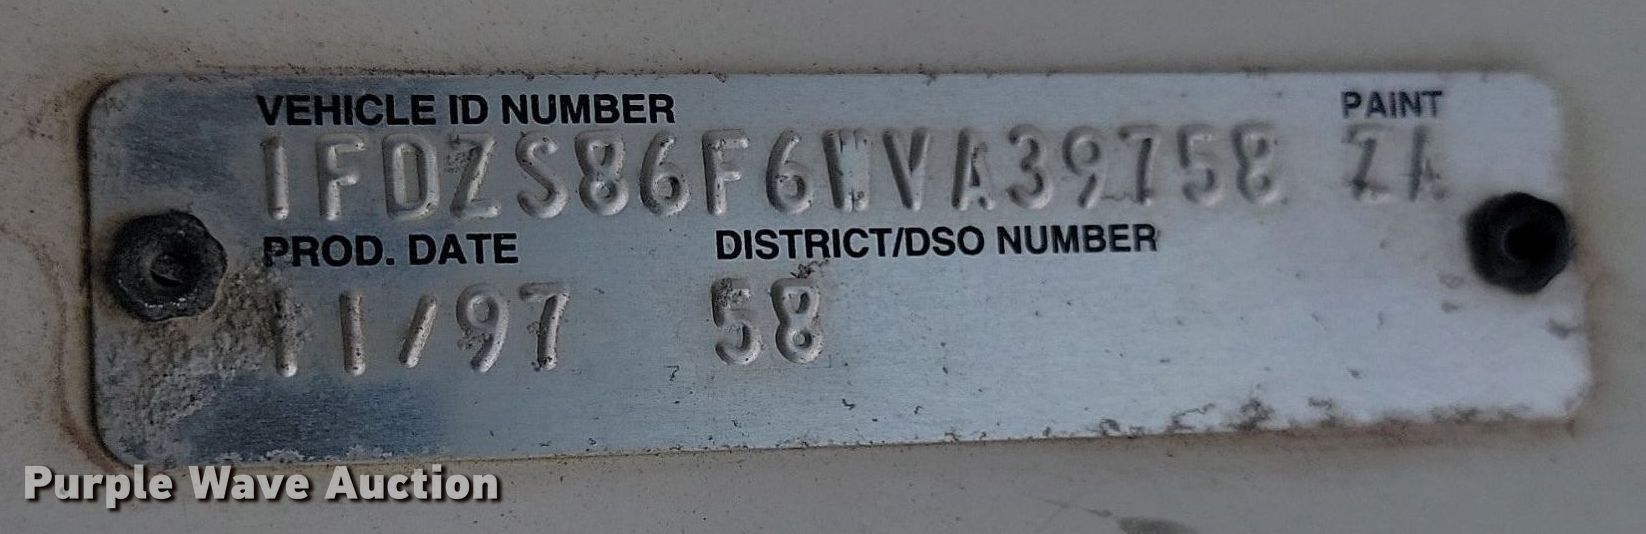 VEHICLE ID NUMBER PAINT
1FDZS86F6WVA39758 ZA
PROD. DATE DISTRICT/DSO NUMBER
11/97 58
Purple Wave Auction